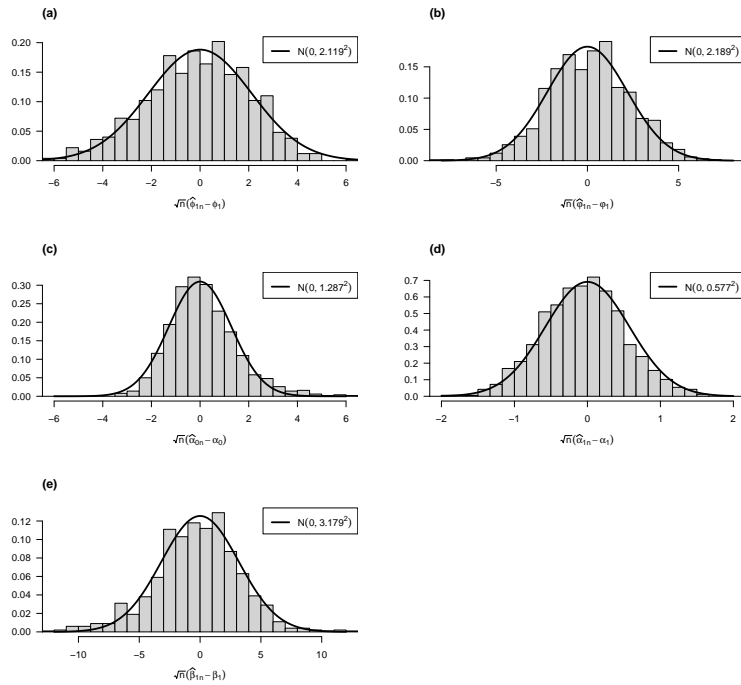 (a)
N(0, 2.119²)
0.20
0.15
0.10
0.05
0.00
−6 −4 −2 0 2 4 6
√n(ϕ̂₁ₙ − ϕ₁)
(b)
N(0, 2.189²)
0.15
0.10
0.05
0.00
−5 0 5
√n(φ̂₁ₙ − φ₁)
(c)
N(0, 1.287²)
0.30
0.25
0.20
0.15
0.10
0.05
0.00
−6 −4 −2 0 2 4 6
√n(α̂₀ₙ − α₀)
(d)
N(0, 0.577²)
0.7
0.6
0.5
0.4
0.3
0.2
0.1
0.0
−2 −1 0 1 2
√n(α̂₁ₙ − α₁)
(e)
N(0, 3.179²)
0.12
0.10
0.08
0.06
0.04
0.02
0.00
−10 −5 0 5 10
√n(β̂₁ₙ − β₁)